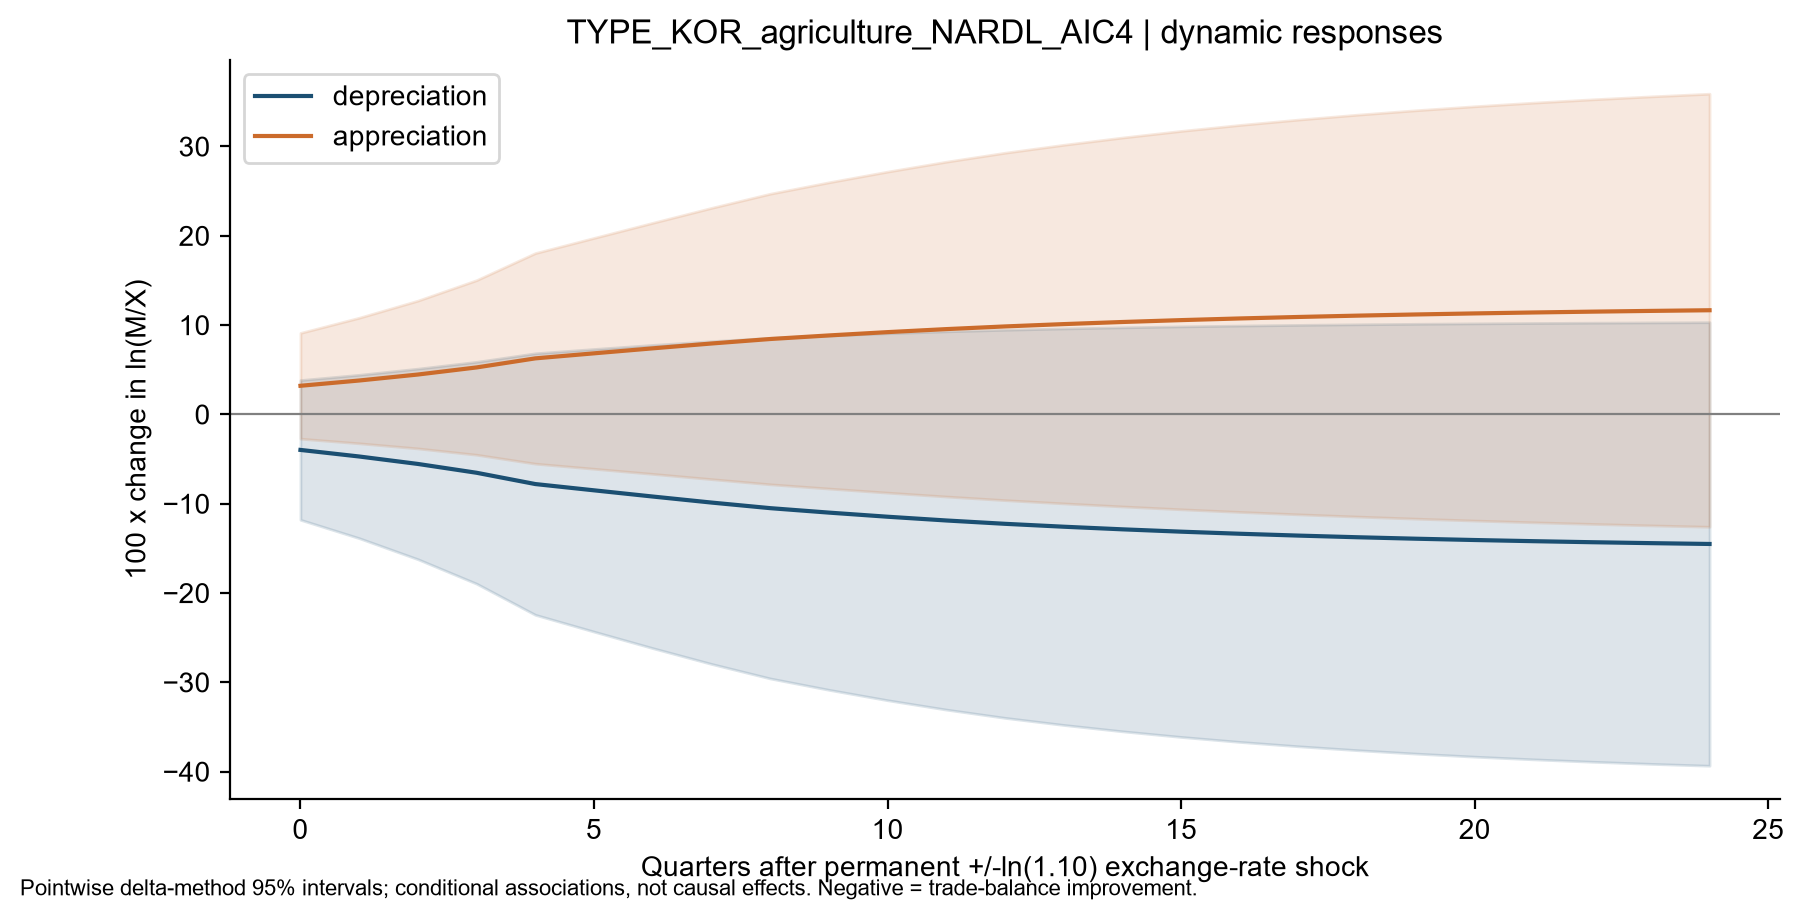 TYPE_KOR_agriculture_NARDL_AIC4 | dynamic responses
depreciation
appreciation
100 x change in ln(M/X)
30
20
10
0
−10
−20
−30
−40
0
5
10
15
20
25
Quarters after permanent +/-ln(1.10) exchange-rate shock
Pointwise delta-method 95% intervals; conditional associations, not causal effects. Negative = trade-balance improvement.